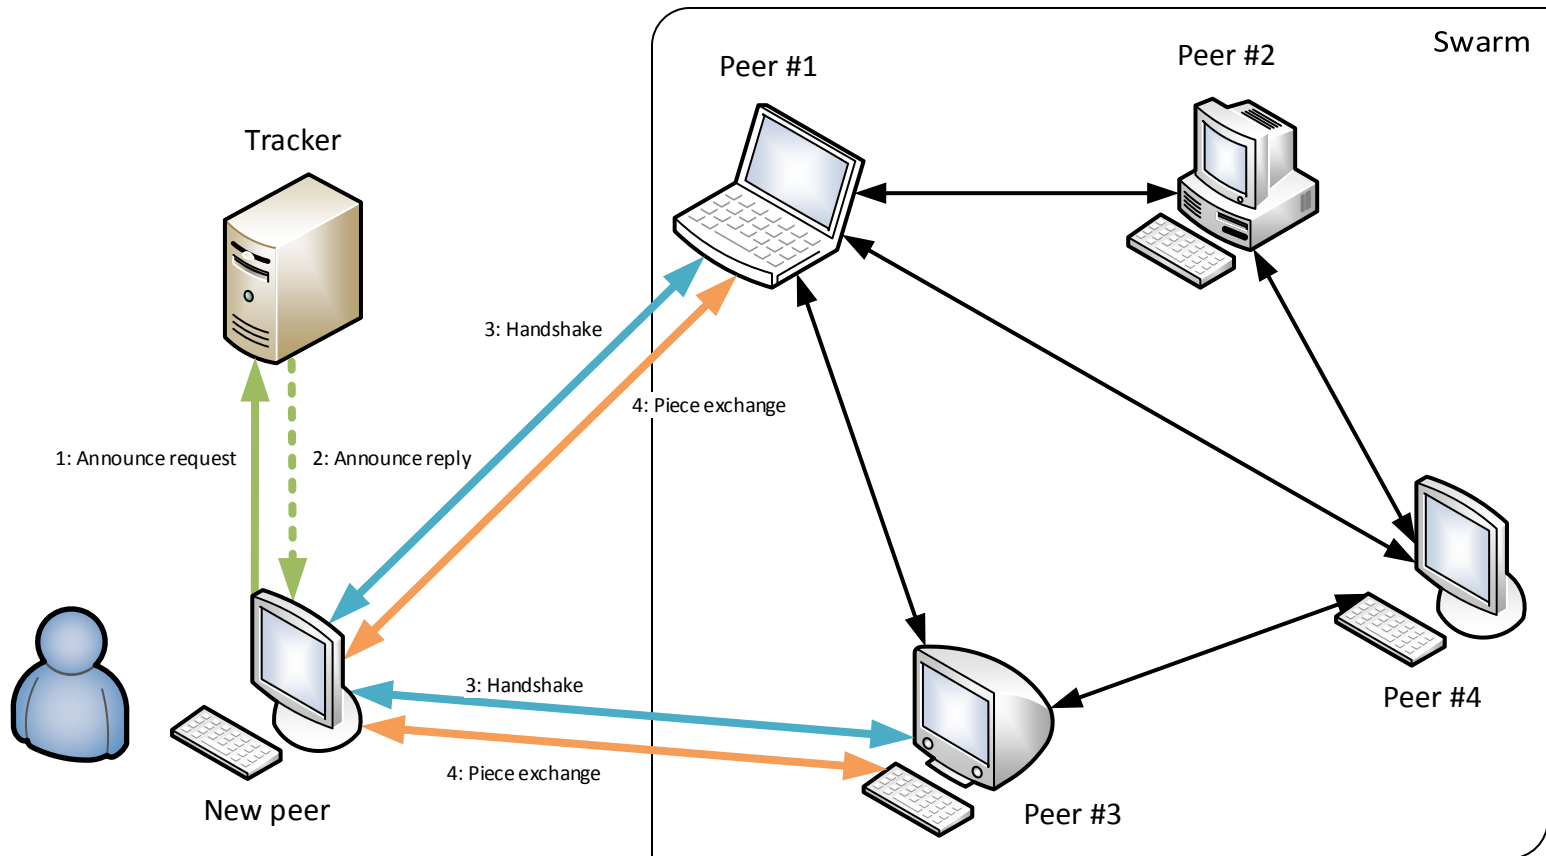 Swarm
Peer #1
Peer #2
Tracker
3: Handshake
4: Piece exchange
1: Announce request
2: Announce reply
3: Handshake
Peer #4
4: Piece exchange
New peer
Peer #3